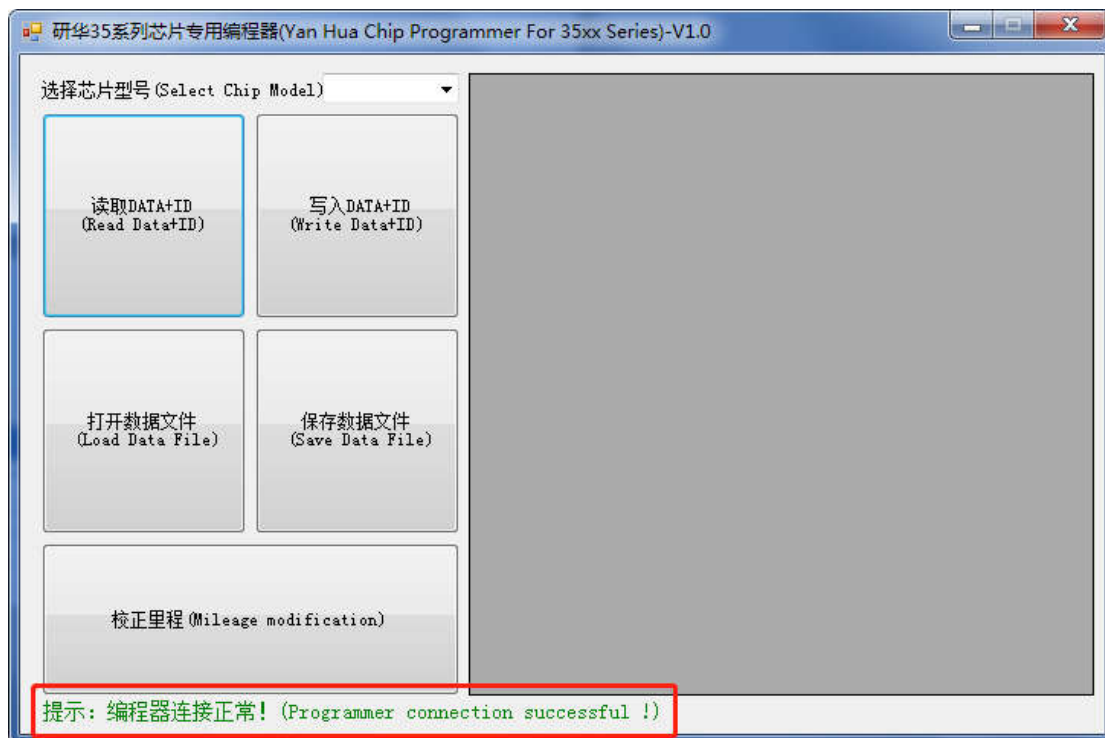 研华35系列芯片专用编程器(Yan Hua Chip Programmer For 35xx Series)-V1.0
选择芯片型号(Select Chip Model)
读取DATA+ID
(Read Data+ID)
写入DATA+ID
(Write Data+ID)
打开数据文件
(Load Data File)
保存数据文件
(Save Data File)
校正里程(Mileage modification)
提示：编程器连接正常！(Programmer connection successful !)